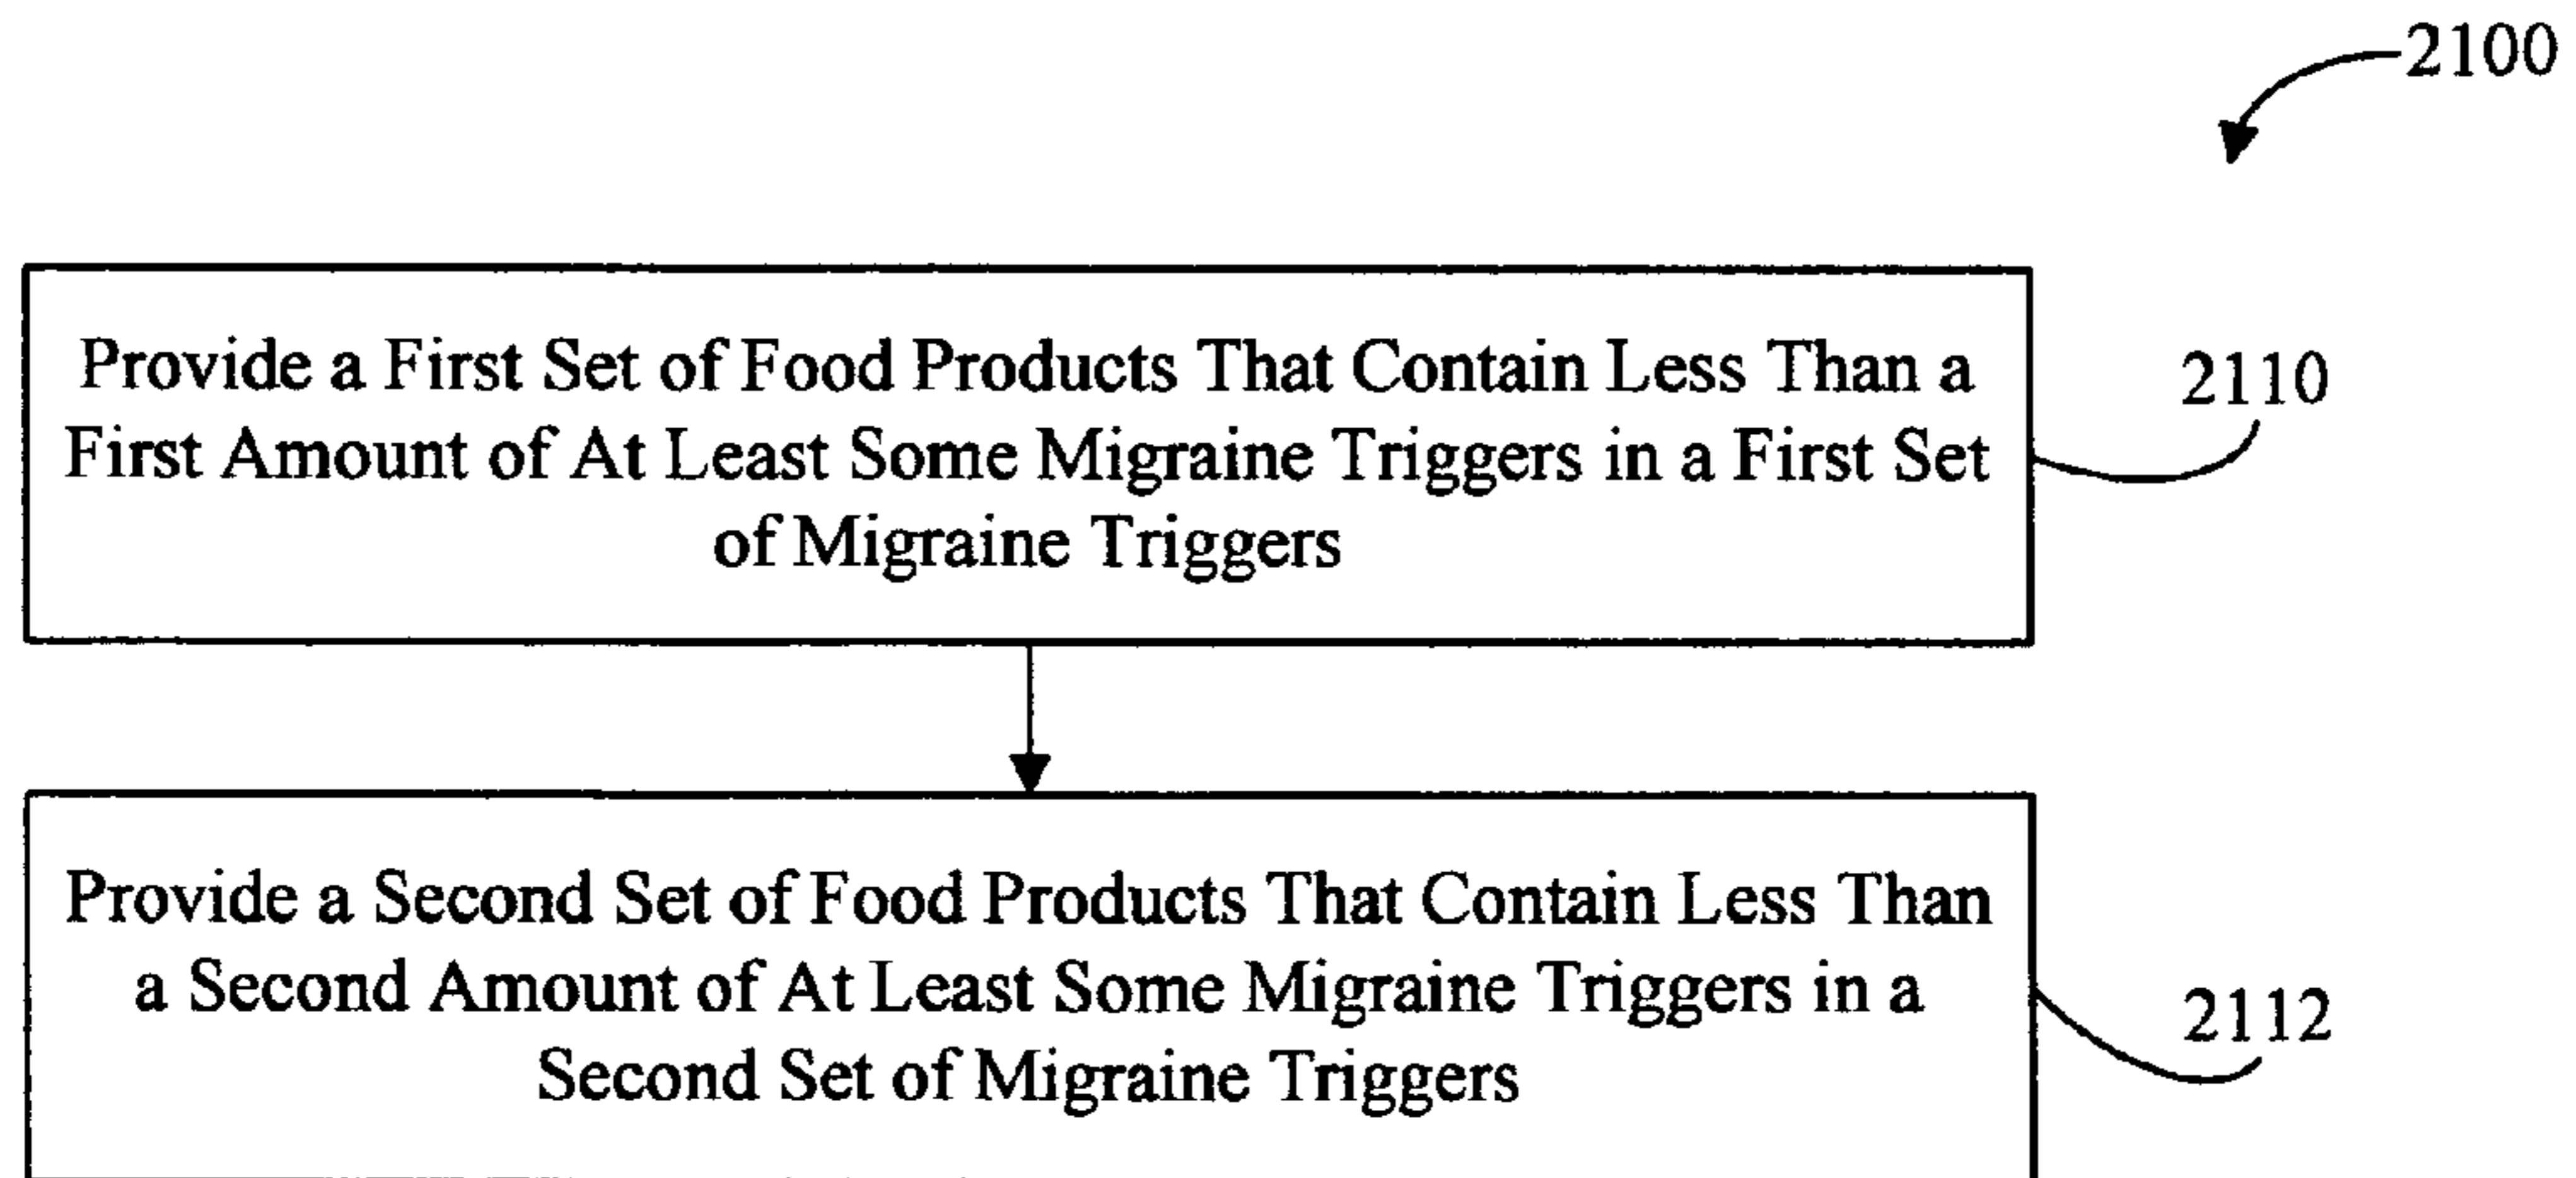 2100
Provide a First Set of Food Products That Contain Less Than a
First Amount of At Least Some Migraine Triggers in a First Set
of Migraine Triggers
2110
Provide a Second Set of Food Products That Contain Less Than
a Second Amount of At Least Some Migraine Triggers in a
Second Set of Migraine Triggers
2112